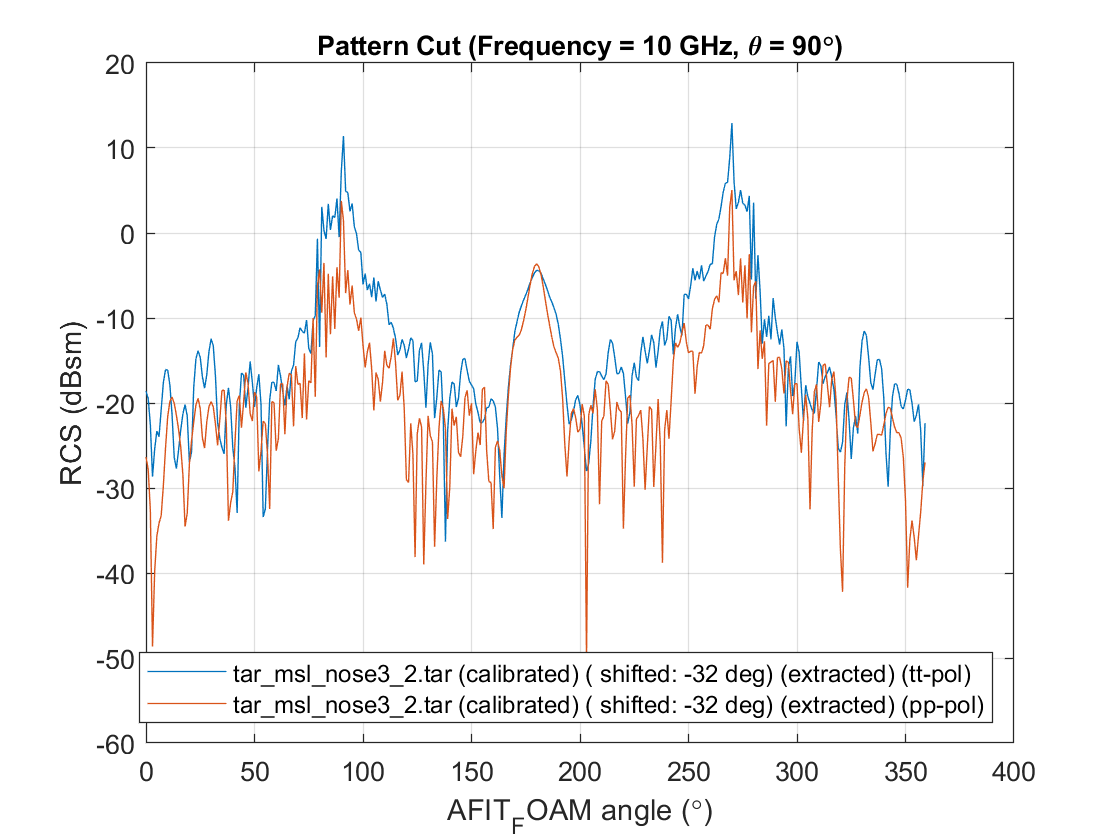 Pattern Cut (Frequency = 10 GHz, θ = 90°)
20
10
0
-10
-20
-30
-40
-50
-60
RCS (dBsm)
tar_msl_nose3_2.tar (calibrated) ( shifted: -32 deg) (extracted) (tt-pol)
tar_msl_nose3_2.tar (calibrated) ( shifted: -32 deg) (extracted) (pp-pol)
0 50 100 150 200 250 300 350 400
AFIT_FOAM angle (°)